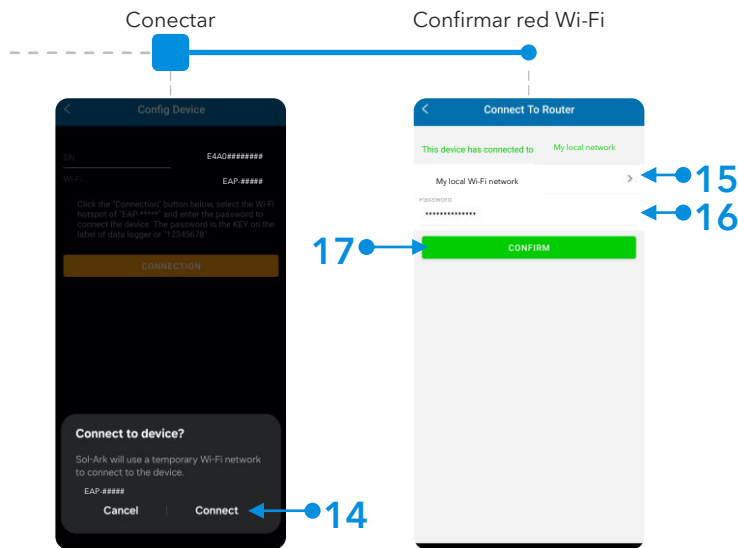 Conectar
Confirmar red Wi-Fi
Config Device
SN
E4A0########
Wi-Fi
EAP-#####
Click the "Connection" button below, select the Wi-Fi
hotspot of "EAP-*****" and enter the password to
connect the device. The password is the KEY on the
label of data logger or "12345678"
CONNECTION
Connect to device?
Sol-Ark will use a temporary Wi-Fi network
to connect to the device.
EAP-#####
Cancel
Connect
14
Connect To Router
This device has connected to
My local network
My local Wi-Fi network
15
Password
••••••••••••••
16
17
CONFIRM